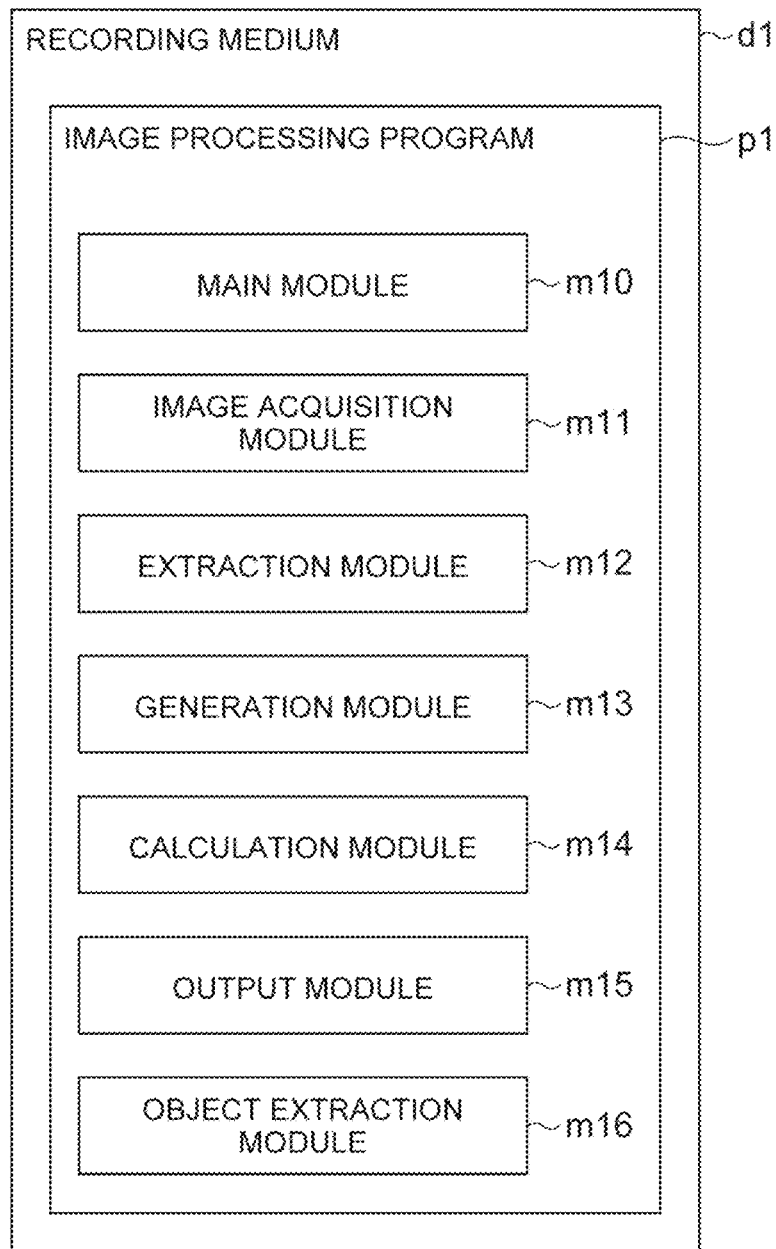 RECORDING MEDIUM
d1
IMAGE PROCESSING PROGRAM
p1
MAIN MODULE
m10
IMAGE ACQUISITION
MODULE
m11
EXTRACTION MODULE
m12
GENERATION MODULE
m13
CALCULATION MODULE
m14
OUTPUT MODULE
m15
OBJECT EXTRACTION
MODULE
m16